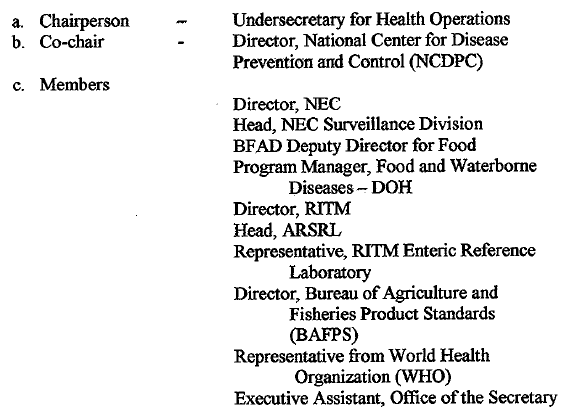 a. Chairperson – Undersecretary for Health Operations
b. Co-chair - Director, National Center for Disease
Prevention and Control (NCDPC)
c. Members
Director, NEC
Head, NEC Surveillance Division
BFAD Deputy Director for Food
Program Manager, Food and Waterborne
Diseases – DOH
Director, RITM
Head, ARSRL
Representative, RITM Enteric Reference
Laboratory
Director, Bureau of Agriculture and
Fisheries Product Standards
(BAFPS)
Representative from World Health
Organization (WHO)
Executive Assistant, Office of the Secretary